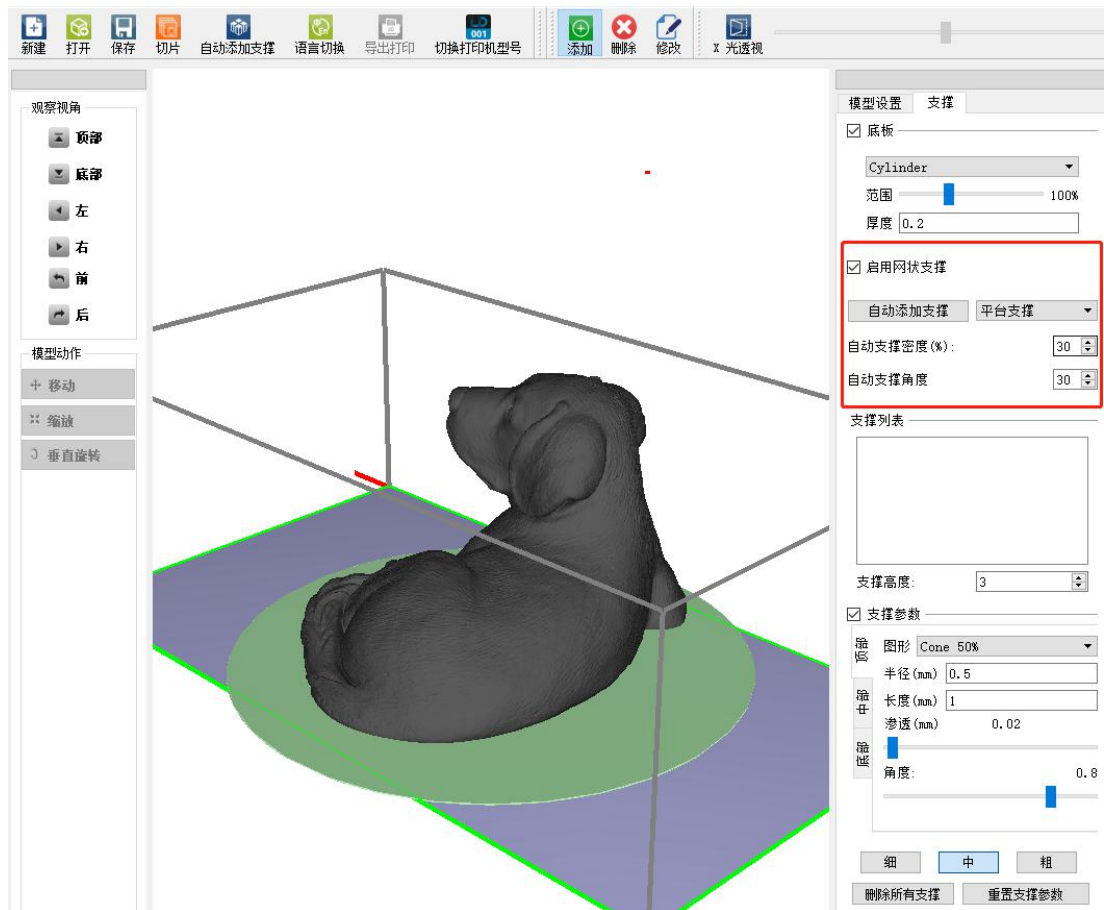 新建 打开 保存 切片 自动添加支撑 语言切换 导出打印 LD 001 切换打印机型号 添加 删除 修改 X 光透视
观察视角
顶部
底部
左
右
前
后
模型动作
移动
缩放
垂直旋转
模型设置 支撑
底板
Cylinder
范围 100%
厚度 0.2
启用网状支撑
自动添加支撑 平台支撑
自动支撑密度(%): 30
自动支撑角度 30
支撑列表
支撑高度: 3
支撑参数
顶部
中部
底部
图形 Cone 50%
半径(mm) 0.5
长度(mm) 1
渗透(mm) 0.02
角度: 0.8
细 中 粗
删除所有支撑 重置支撑参数